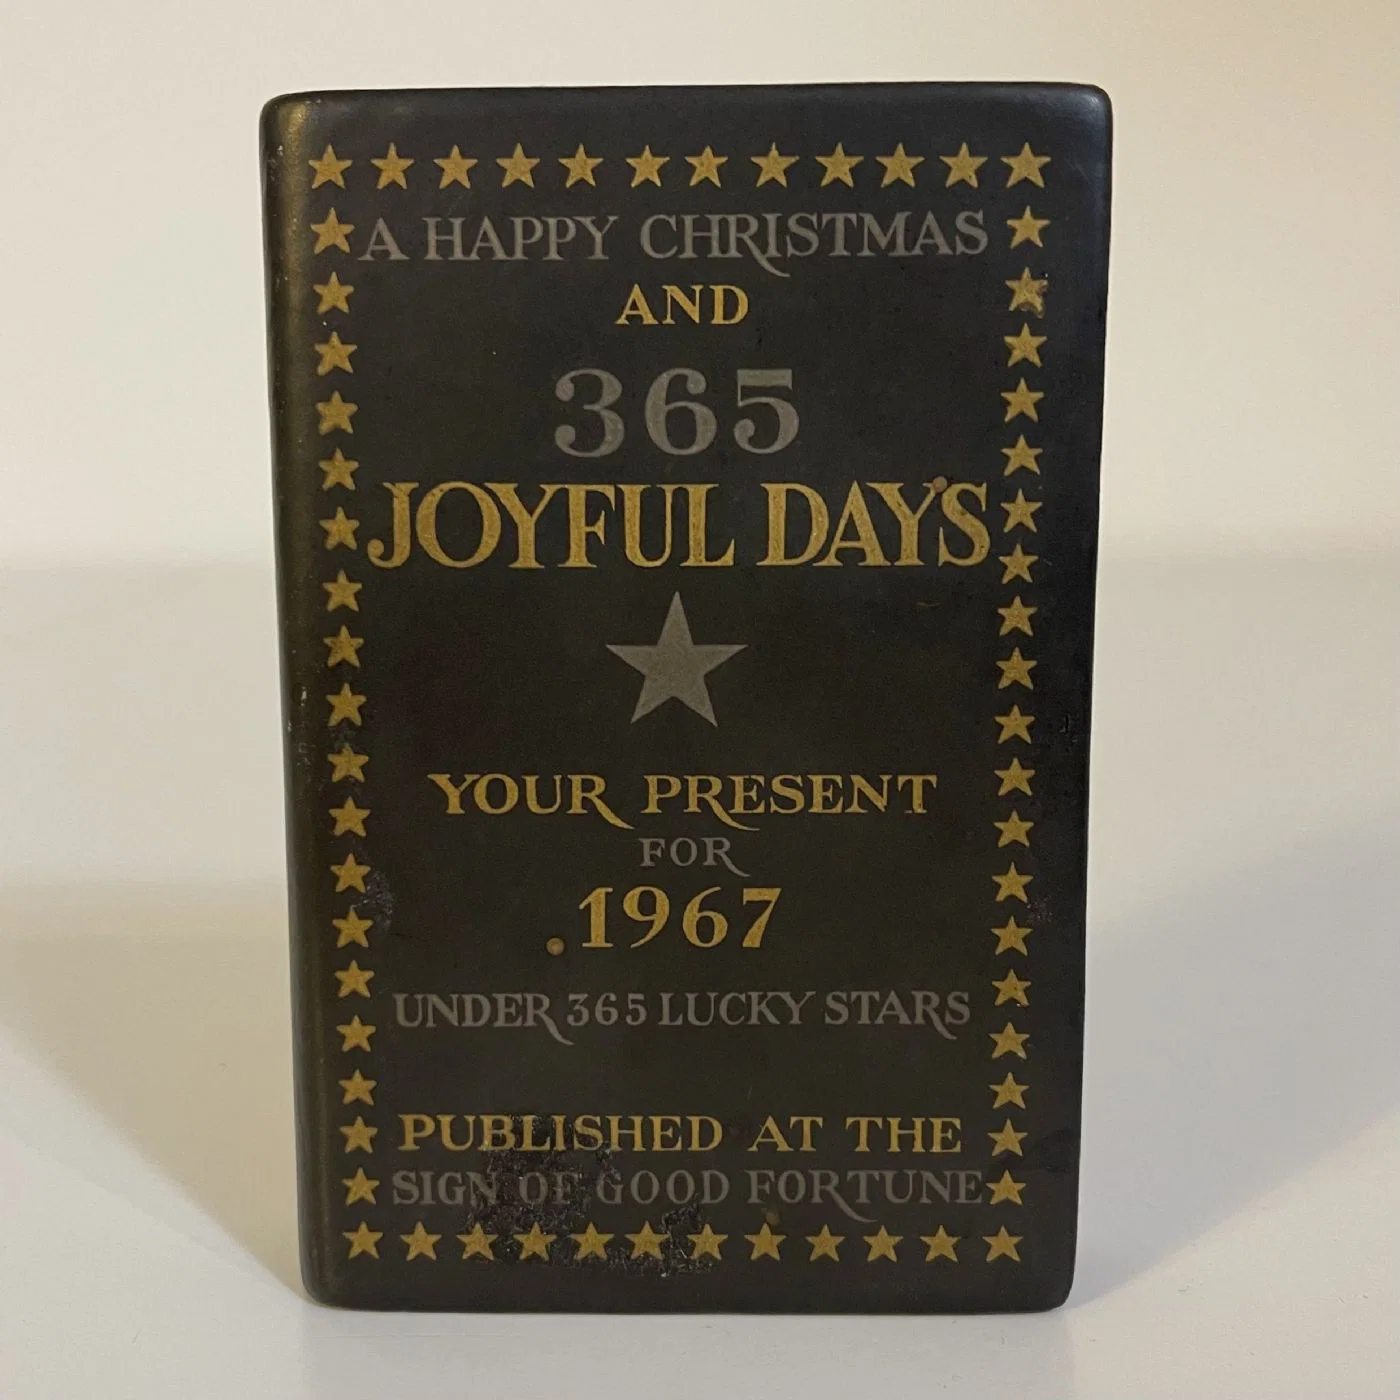 A HAPPY CHRISTMAS
AND
365
JOYFUL DAYS
YOUR PRESENT
FOR
1967
UNDER 365 LUCKY STARS
PUBLISHED AT THE
SIGN OF GOOD FORTUNE